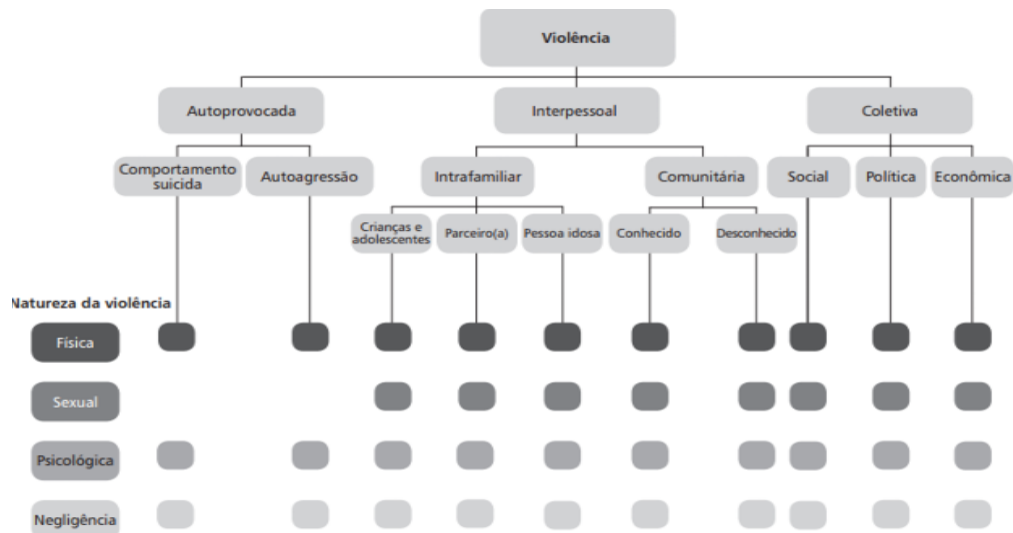 Violência
Autoprovocada
Interpessoal
Coletiva
Comportamento
suicida
Autoagressão
Intrafamiliar
Comunitária
Social
Política
Econômica
Crianças e
adolescentes
Parceiro(a)
Pessoa idosa
Conhecido
Desconhecido
Natureza da violência
Física
Sexual
Psicológica
Negligência